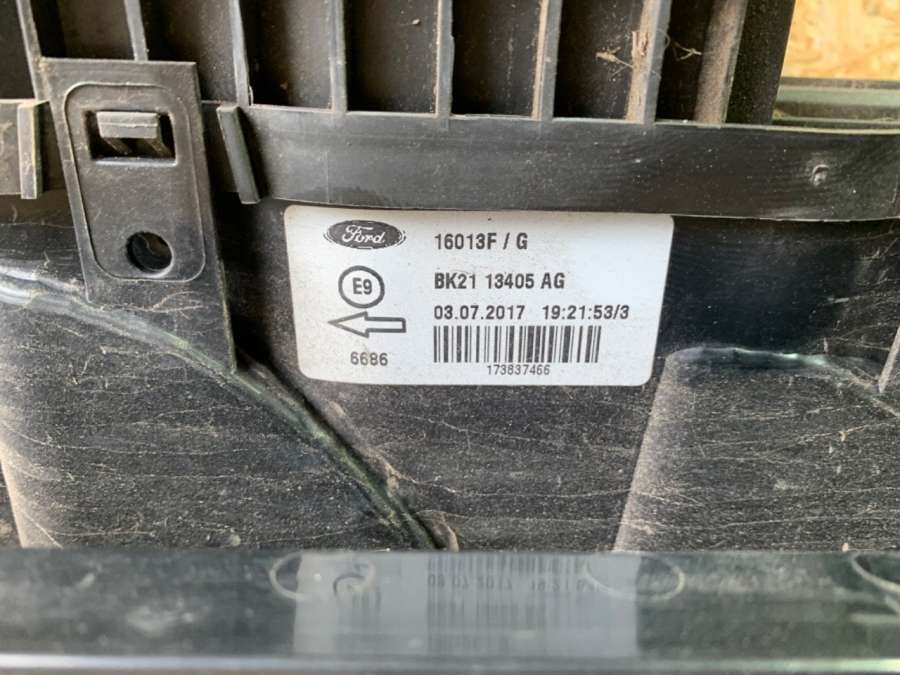 Ford
16013F / G
E9
BK21 13405 AG
03.07.2017 19:21:53/3
6686
173837466